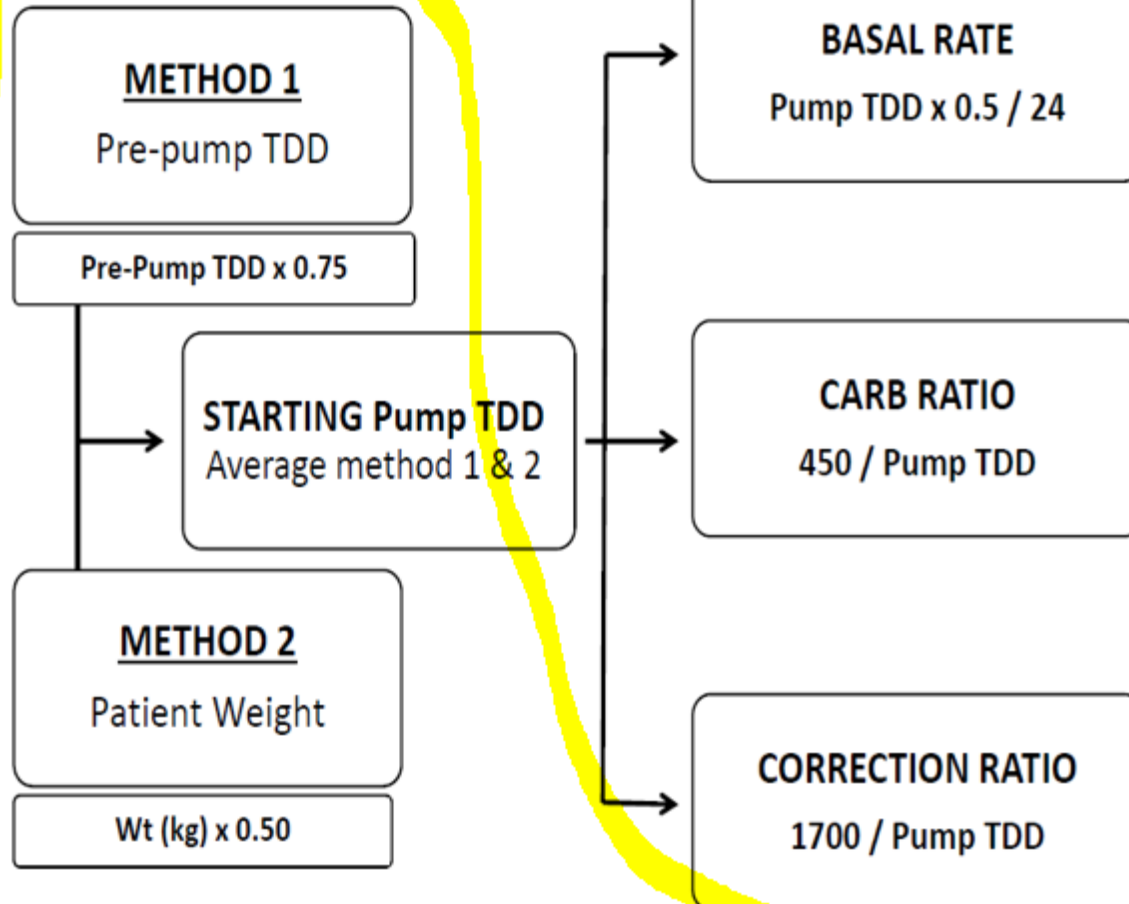 METHOD 1
Pre-pump TDD
Pre-Pump TDD x 0.75
STARTING Pump TDD
Average method 1 & 2
METHOD 2
Patient Weight
Wt (kg) x 0.50
BASAL RATE
Pump TDD x 0.5 / 24
CARB RATIO
450 / Pump TDD
CORRECTION RATIO
1700 / Pump TDD